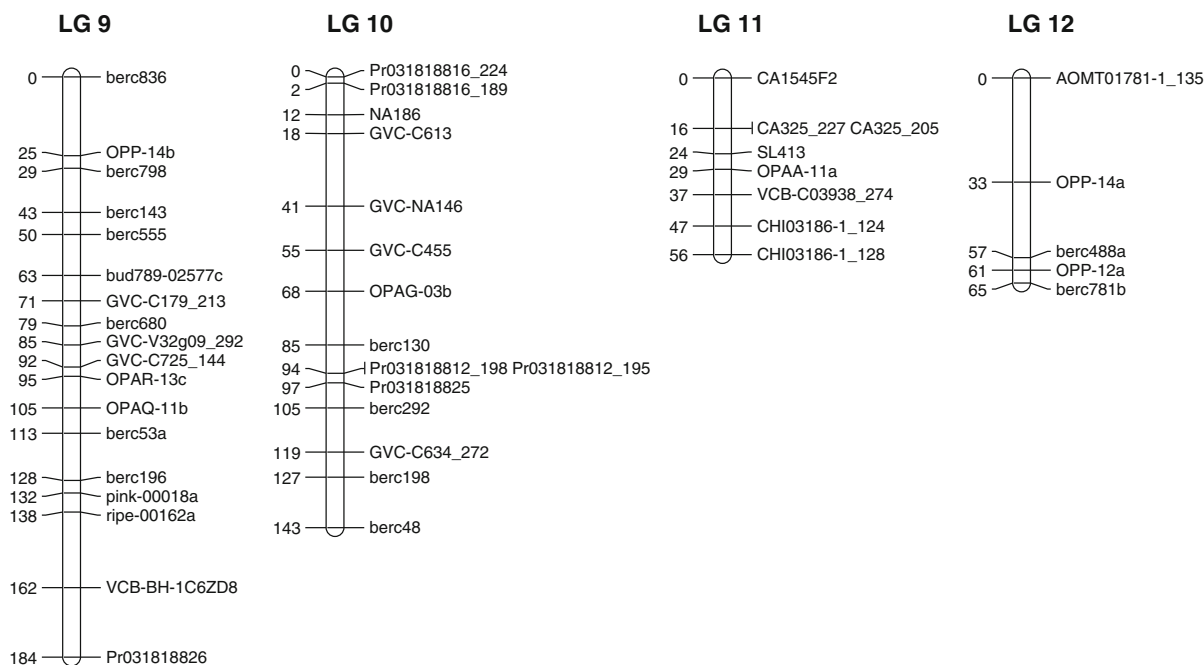 LG 9
0 berc836
25 OPP-14b
29 berc798
43 berc143
50 berc555
63 bud789-02577c
71 GVC-C179_213
79 berc680
85 GVC-V32g09_292
92 GVC-C725_144
95 OPAR-13c
105 OPAQ-11b
113 berc53a
128 berc196
132 pink-00018a
138 ripe-00162a
162 VCB-BH-1C6ZD8
184 Pr031818826
LG 10
0 Pr031818816_224
2 Pr031818816_189
12 NA186
18 GVC-C613
41 GVC-NA146
55 GVC-C455
68 OPAG-03b
85 berc130
94 Pr031818812_198 Pr031818812_195
97 Pr031818825
105 berc292
119 GVC-C634_272
127 berc198
143 berc48
LG 11
0 CA1545F2
16 CA325_227 CA325_205
24 SL413
29 OPAA-11a
37 VCB-C03938_274
47 CHI03186-1_124
56 CHI03186-1_128
LG 12
0 AOMT01781-1_135
33 OPP-14a
57 berc488a
61 OPP-12a
65 berc781b